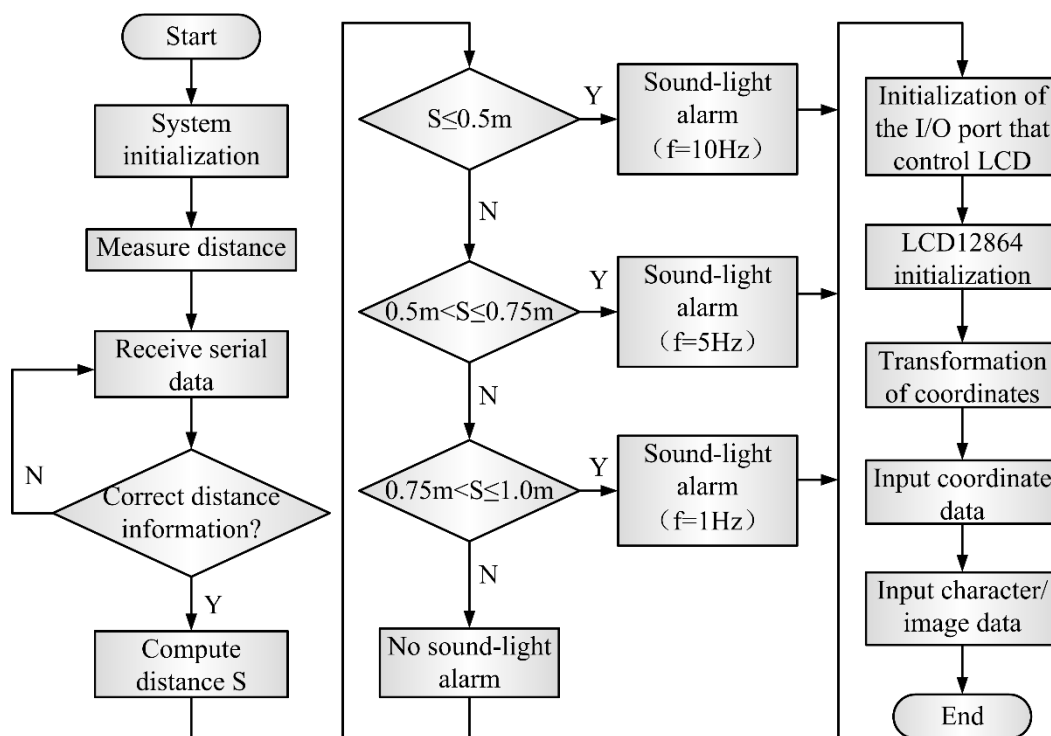 Start
System
initialization
Measure distance
Receive serial
data
N
Correct distance
information?
Y
Compute
distance S
S≤0.5m
Y
Sound-light
alarm
（f=10Hz）
N
0.5m<S≤0.75m
Y
Sound-light
alarm
（f=5Hz）
N
0.75m<S≤1.0m
Y
Sound-light
alarm
（f=1Hz）
N
No sound-light
alarm
Initialization of
the I/O port that
control LCD
LCD12864
initialization
Transformation
of coordinates
Input coordinate
data
Input character/
image data
End